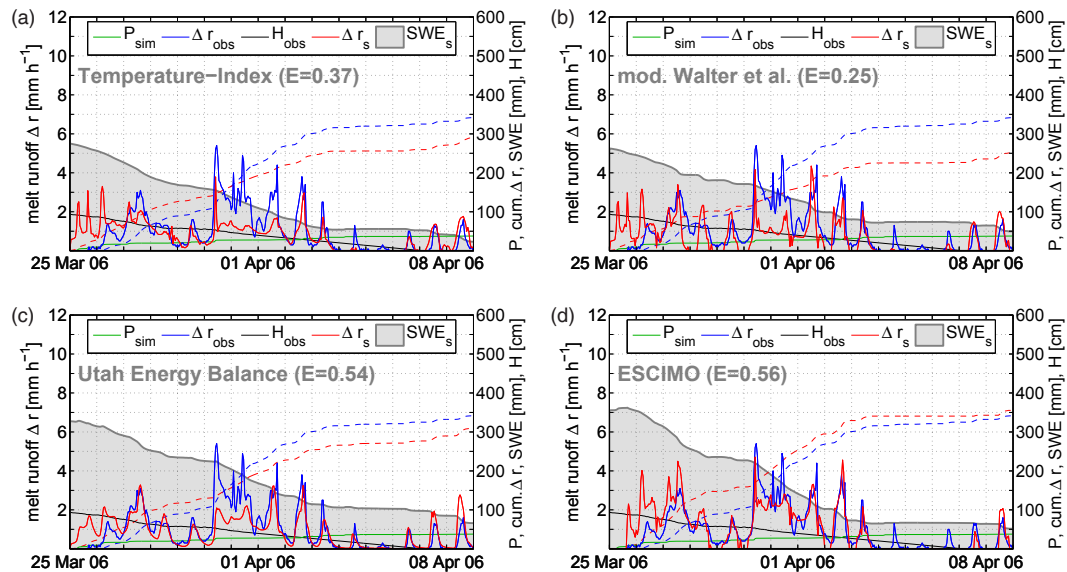 (a)
12
10
8
6
4
2
melt runoff Δ r [mm h⁻¹]
P_sim Δ r_obs H_obs Δ r_s SWE_s
Temperature−Index (E=0.37)
25 Mar 06
01 Apr 06
08 Apr 06
600
500
400
300
200
100
P, cum.Δ r, SWE [mm], H [cm]
(b)
12
10
8
6
4
2
melt runoff Δ r [mm h⁻¹]
P_sim Δ r_obs H_obs Δ r_s SWE_s
mod. Walter et al. (E=0.25)
25 Mar 06
01 Apr 06
08 Apr 06
600
500
400
300
200
100
P, cum.Δ r, SWE [mm], H [cm]
(c)
12
10
8
6
4
2
melt runoff Δ r [mm h⁻¹]
P_sim Δ r_obs H_obs Δ r_s SWE_s
Utah Energy Balance (E=0.54)
25 Mar 06
01 Apr 06
08 Apr 06
600
500
400
300
200
100
P, cum.Δ r, SWE [mm], H [cm]
(d)
12
10
8
6
4
2
melt runoff Δ r [mm h⁻¹]
P_sim Δ r_obs H_obs Δ r_s SWE_s
ESCIMO (E=0.56)
25 Mar 06
01 Apr 06
08 Apr 06
600
500
400
300
200
100
P, cum.Δ r, SWE [mm], H [cm]